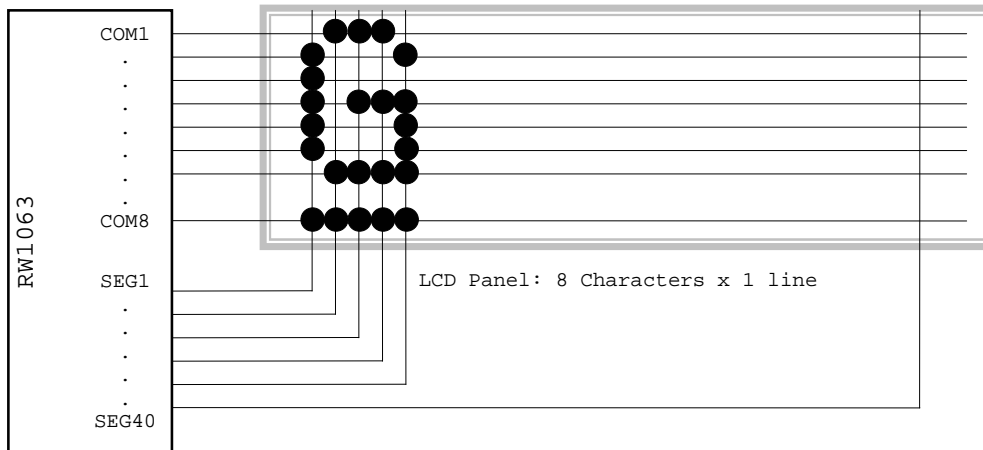 COM1
.
.
.
.
.
.
.
COM8
RW1063
SEG1
LCD Panel: 8 Characters x 1 line
.
.
.
.
.
SEG40